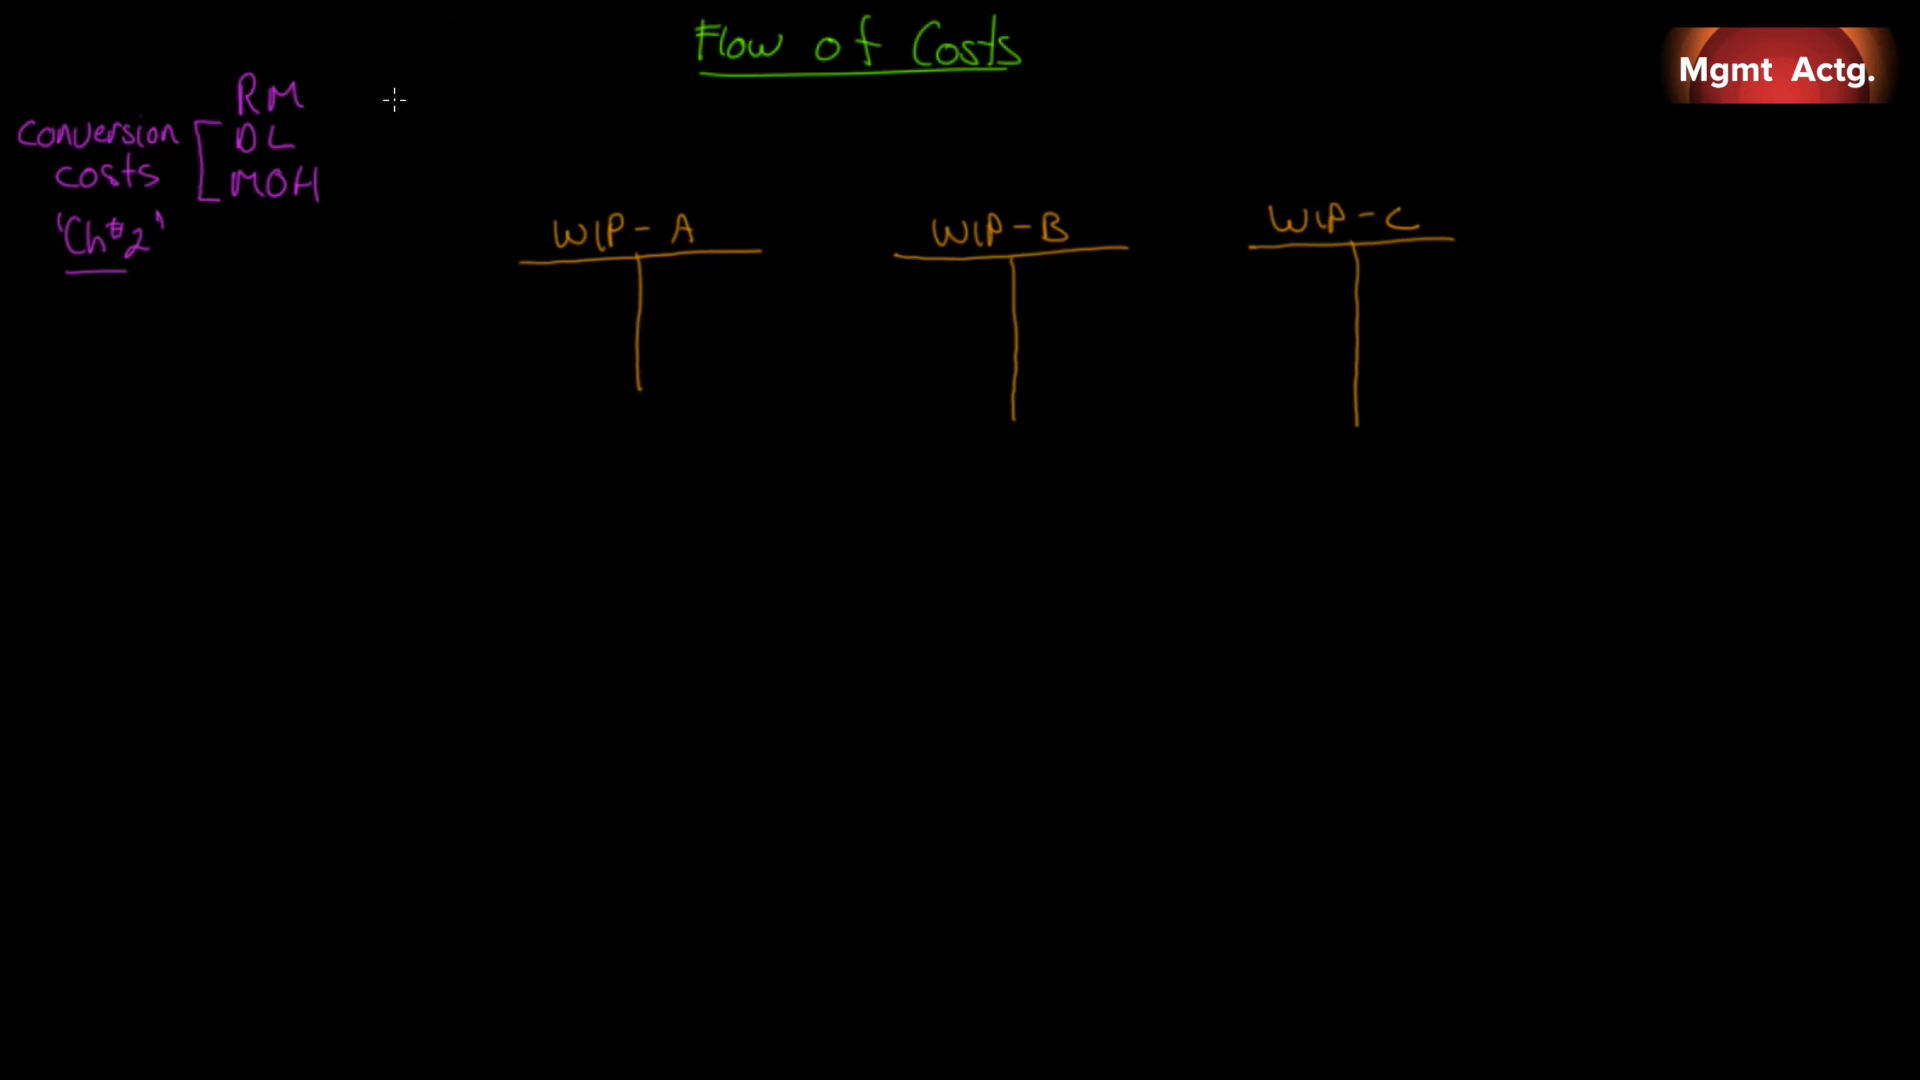 Flow of Costs
Mgmt Actg.
RM
Conversion DL
costs MOH
"Ch#2"
WIP - A
WIP - B
WIP - C